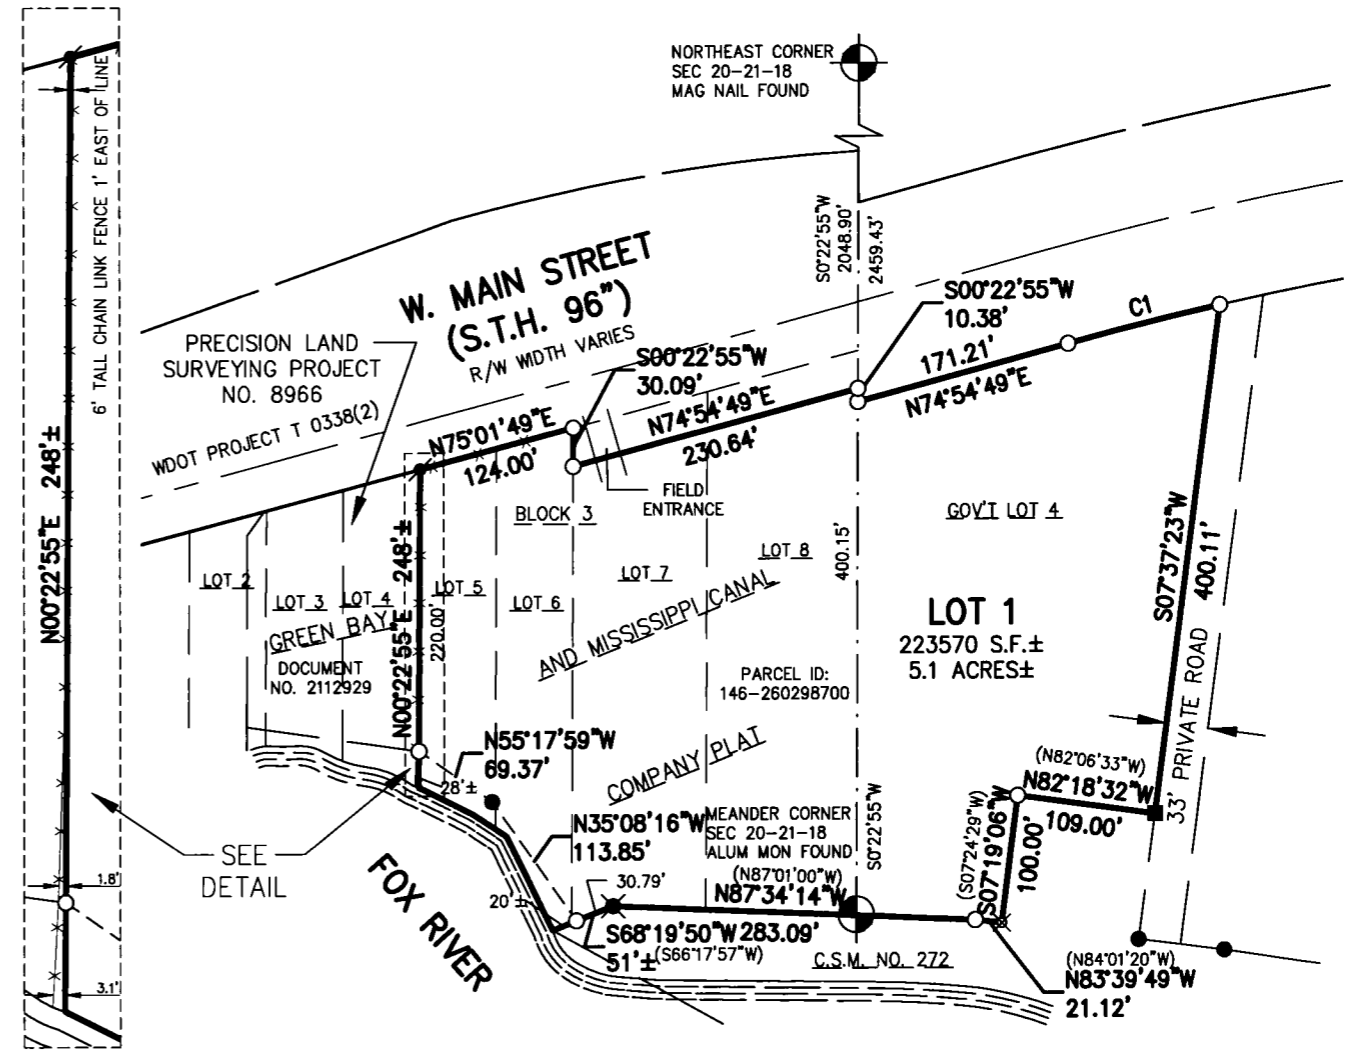 NORTHEAST CORNER
SEC 20-21-18
MAG NAIL FOUND
6' TALL CHAIN LINK FENCE 1' EAST OF LINE
N00°22'55"E 248'±
1.8'
3.1'
SEE
DETAIL
W. MAIN STREET
(S.T.H. 96")
R/W WIDTH VARIES
PRECISION LAND
SURVEYING PROJECT
NO. 8966
WDOT PROJECT T 0338(2)
S0°22'55"W
2048.90'
2459.43'
S00°22'55"W
10.38'
C1
171.21'
N74°54'49"E
S00°22'55"W
30.09'
N74°54'49"E
230.64'
N75°01'49"E
124.00'
FIELD
ENTRANCE
BLOCK 3
GOV'T LOT 4
LOT 2
LOT 3
LOT 4
LOT 5
LOT 6
LOT 7
LOT 8
N00°22'55"E 248'±
220.00'
400.15'
GREEN BAY
AND MISSISSIPPI CANAL
COMPANY PLAT
DOCUMENT
NO. 2112929
LOT 1
223570 S.F.±
5.1 ACRES±
PARCEL ID:
146-260298700
S07°37'23"W
400.11'
33' PRIVATE ROAD
N55°17'59"W
69.37'
28'±
N35°08'16"W
113.85'
MEANDER CORNER
SEC 20-21-18
ALUM MON FOUND
S0°22'55"W
(N82°06'33"W)
N82°18'32"W
109.00'
(S07°24'29"W)
S07°19'06"W
100.00'
(N87°01'00"W)
N87°34'14"W
283.09'
30.79'
20'±
S68°19'50"W
51'±
(S66°17'57"W)
C.S.M. NO. 272
(N84°01'20"W)
N83°39'49"W
21.12'
FOX RIVER